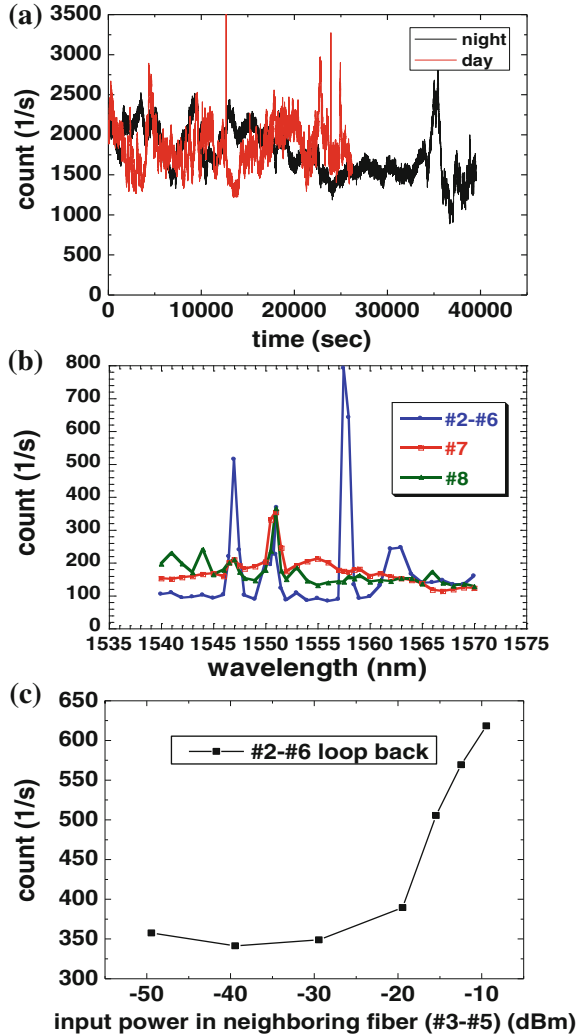 (a)
3500
3000
2500
2000
1500
1000
500
0
count (1/s)
night
day
0 10000 20000 30000 40000
time (sec)
(b)
800
700
600
500
400
300
200
100
0
count (1/s)
#2-#6
#7
#8
1535 1540 1545 1550 1555 1560 1565 1570 1575
wavelength (nm)
(c)
650
600
550
500
450
400
350
300
count (1/s)
#2-#6 loop back
-50 -40 -30 -20 -10
input power in neighboring fiber (#3-#5) (dBm)